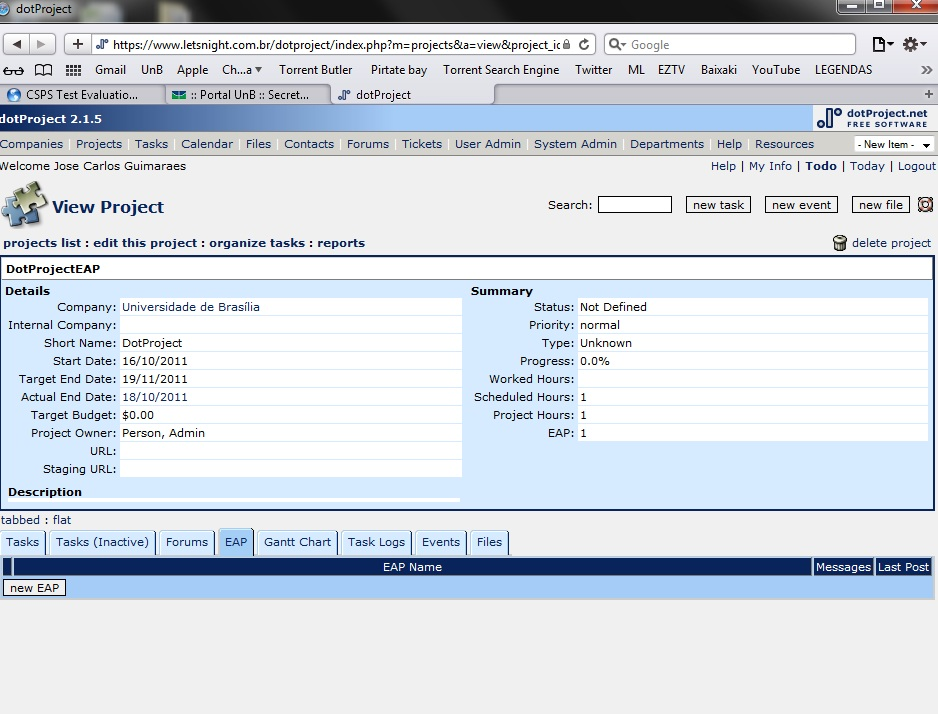 dotProject
https://www.letsnight.com.br/dotproject/index.php?m=projects&a=view&project_ic
Google
Gmail UnB Apple Ch...a Torrent Butler Pirtate bay Torrent Search Engine Twitter ML EZTV Baixaki YouTube LEGENDAS
CSPS Test Evaluatio... :: Portal UnB :: Secret... dotProject
dotProject 2.1.5
dotProject.net
FREE SOFTWARE
Companies | Projects | Tasks | Calendar | Files | Contacts | Forums | Tickets | User Admin | System Admin | Departments | Help | Resources
- New Item -
Welcome Jose Carlos Guimaraes
Help | My Info | Todo | Today | Logout
View Project
Search: new task new event new file
projects list : edit this project : organize tasks : reports
delete project
DotProjectEAP
Details
Company: Universidade de Brasília
Internal Company:
Short Name: DotProject
Start Date: 16/10/2011
Target End Date: 19/11/2011
Actual End Date: 18/10/2011
Target Budget: $0.00
Project Owner: Person, Admin
URL:
Staging URL:
Description
Summary
Status: Not Defined
Priority: normal
Type: Unknown
Progress: 0.0%
Worked Hours:
Scheduled Hours: 1
Project Hours: 1
EAP: 1
tabbed : flat
Tasks Tasks (Inactive) Forums EAP Gantt Chart Task Logs Events Files
EAP Name Messages Last Post
new EAP